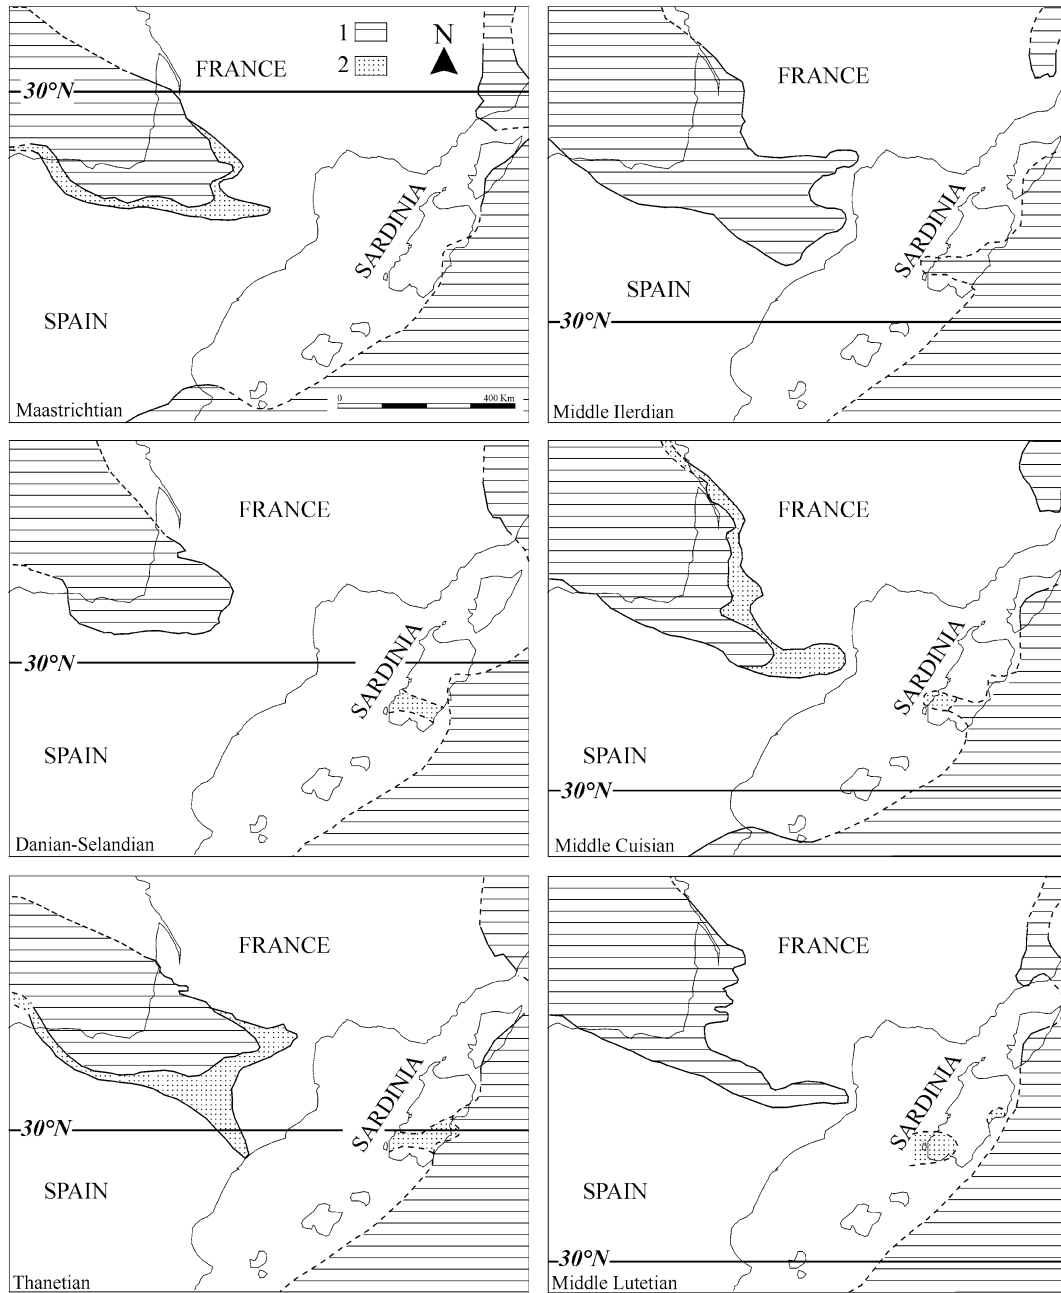 1
2
N
FRANCE
30°N
SARDINIA
SPAIN
Maastrichtian
0
400 Km
FRANCE
SARDINIA
SPAIN
30°N
Middle Ilerdian
FRANCE
30°N
SARDINIA
SPAIN
Danian-Selandian
FRANCE
SARDINIA
SPAIN
30°N
Middle Cuisian
FRANCE
30°N
SARDINIA
SPAIN
Thanetian
FRANCE
SARDINIA
SPAIN
30°N
Middle Lutetian